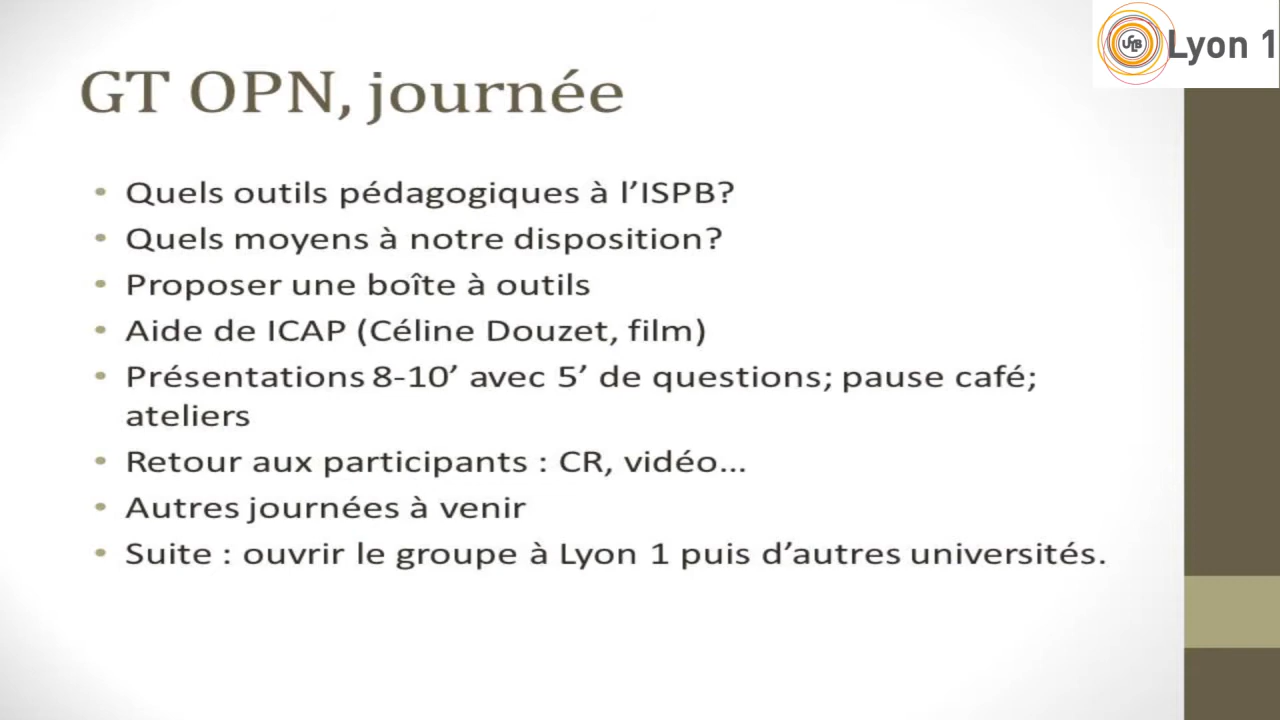 Lyon 1
GT OPN, journée
• Quels outils pédagogiques à l’ISPB?
• Quels moyens à notre disposition?
• Proposer une boîte à outils
• Aide de ICAP (Céline Douzet, film)
• Présentations 8-10’ avec 5’ de questions; pause café;
ateliers
• Retour aux participants : CR, vidéo...
• Autres journées à venir
• Suite : ouvrir le groupe à Lyon 1 puis d’autres universités.